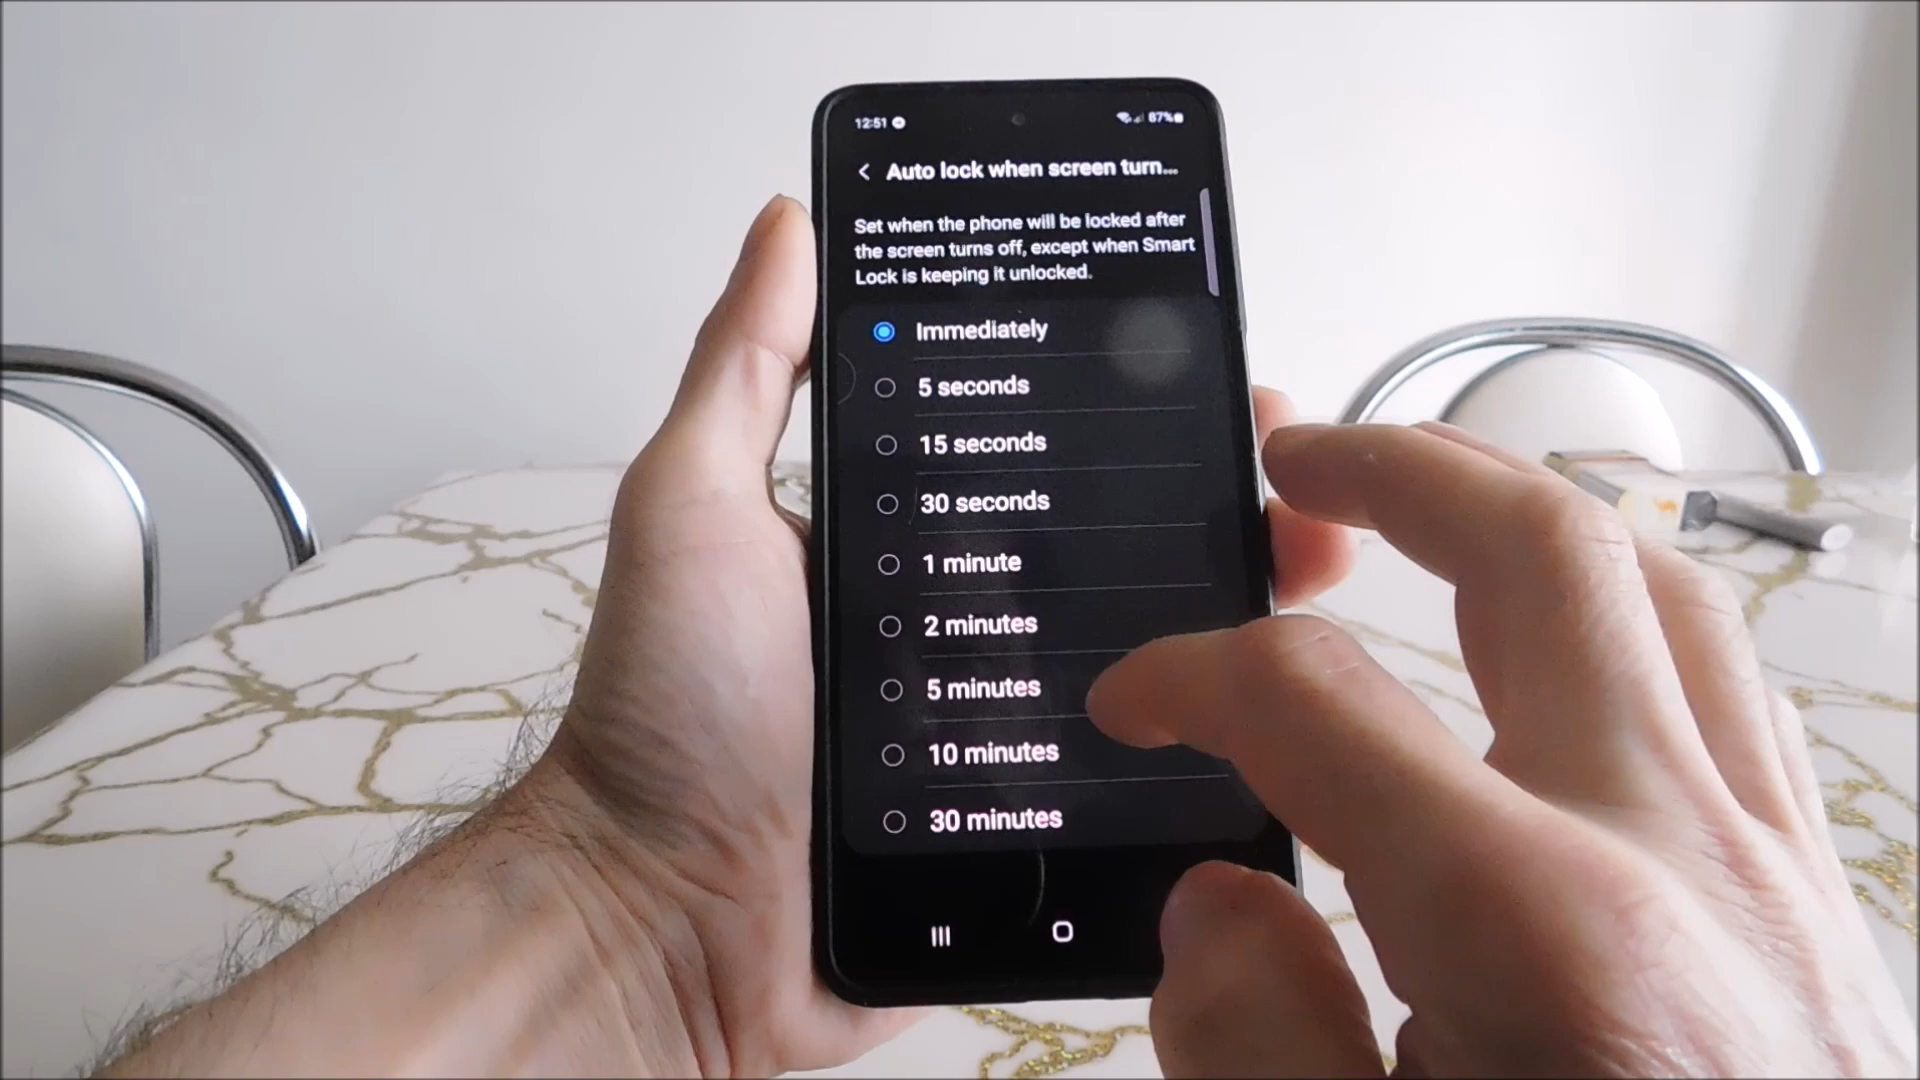 12:51
87%
Auto lock when screen turn...
Set when the phone will be locked after
the screen turns off, except when Smart
Lock is keeping it unlocked.
Immediately
5 seconds
15 seconds
30 seconds
1 minute
2 minutes
5 minutes
10 minutes
30 minutes